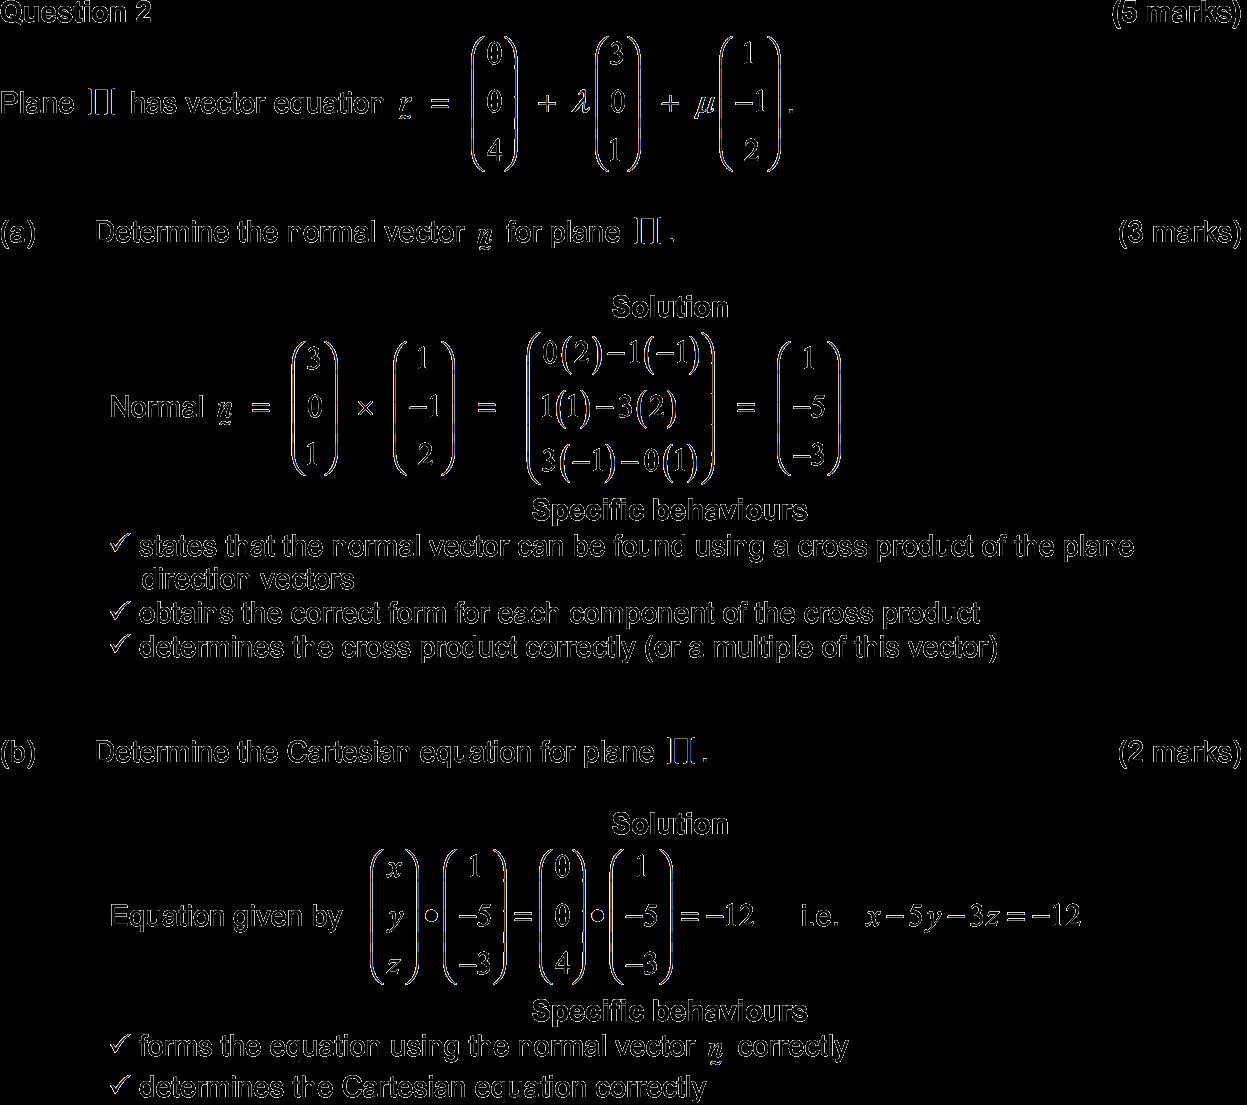 Question 2 (5 marks)
Plane ∏ has vector equation r = (0 0 4) + λ(3 0 1) + μ(1 −1 2).
(a) Determine the normal vector n for plane ∏. (3 marks)
Solution
Normal n = (3 0 1) × (1 −1 2) = (0(2)−1(−1) 1(1)−3(2) 3(−1)−0(1)) = (1 −5 −3)
Specific behaviours
✓ states that the normal vector can be found using a cross product of the plane
direction vectors
✓ obtains the correct form for each component of the cross product
✓ determines the cross product correctly (or a multiple of this vector)
(b) Determine the Cartesian equation for plane ∏. (2 marks)
Solution
Equation given by (x y z) ∘ (1 −5 −3) = (0 0 4) ∘ (1 −5 −3) = −12 i.e. x − 5y − 3z = −12
Specific behaviours
✓ forms the equation using the normal vector n correctly
✓ determines the Cartesian equation correctly